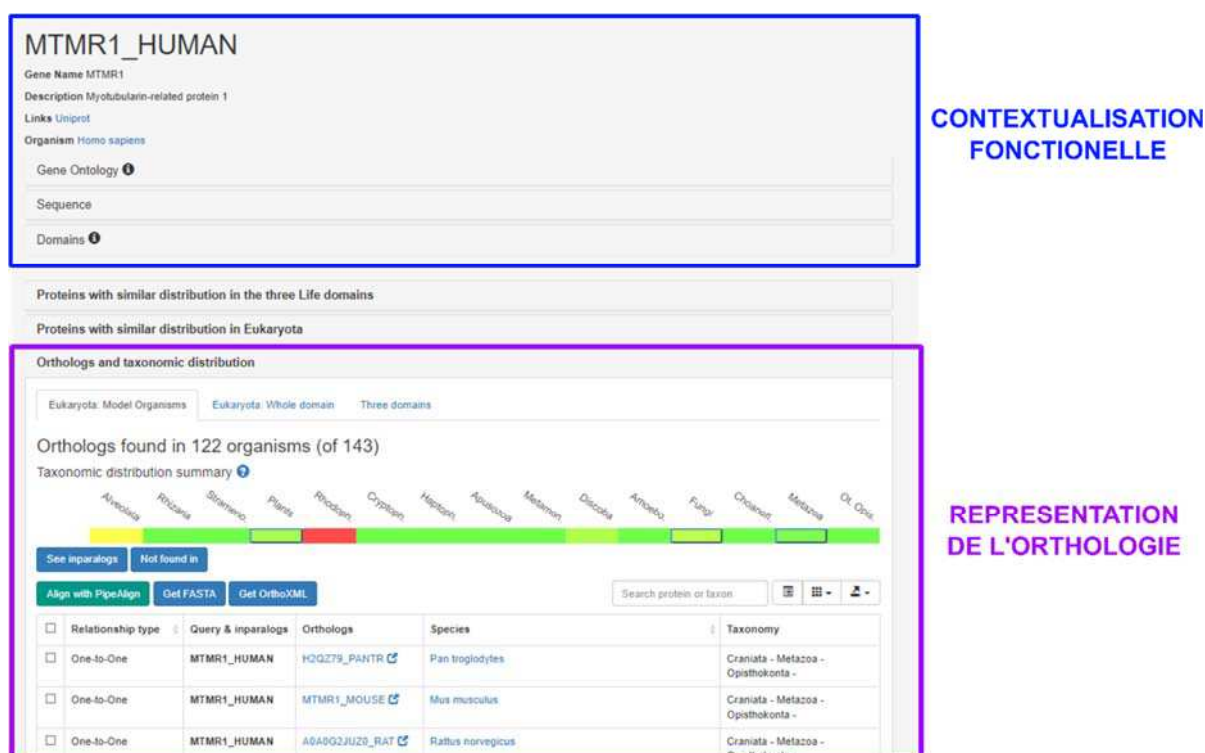 MTMR1_HUMAN
Gene Name MTMR1
Description Myotubularin-related protein 1
Links Uniprot
Organism Homo sapiens
Gene Ontology
Sequence
Domains
CONTEXTUALISATION
FONCTIONELLE
Proteins with similar distribution in the three Life domains
Proteins with similar distribution in Eukaryota
Orthologs and taxonomic distribution
Eukaryota: Model Organisms Eukaryota: Whole domain Three domains
Orthologs found in 122 organisms (of 143)
Taxonomic distribution summary
Alveolata Rhizaria Strameno. Plants Rhodoph. Cryptoph. Haptoph. Apusozoa Metamon. Discoba Amoebo. Fungi Choanofl. Metazoa Ot. Opis.
See inparalogs Not found in
Align with PipeAlign Get FASTA Get OrthoXML Search protein or taxon
Relationship type Query & inparalogs Orthologs Species Taxonomy
One-to-One MTMR1_HUMAN H2QZ79_PANTR Pan troglodytes Craniata - Metazoa -
Opisthokonta -
One-to-One MTMR1_HUMAN MTMR1_MOUSE Mus musculus Craniata - Metazoa -
Opisthokonta -
One-to-One MTMR1_HUMAN A0A0G2JUZ0_RAT Rattus norvegicus Craniata - Metazoa -
REPRESENTATION
DE L'ORTHOLOGIE